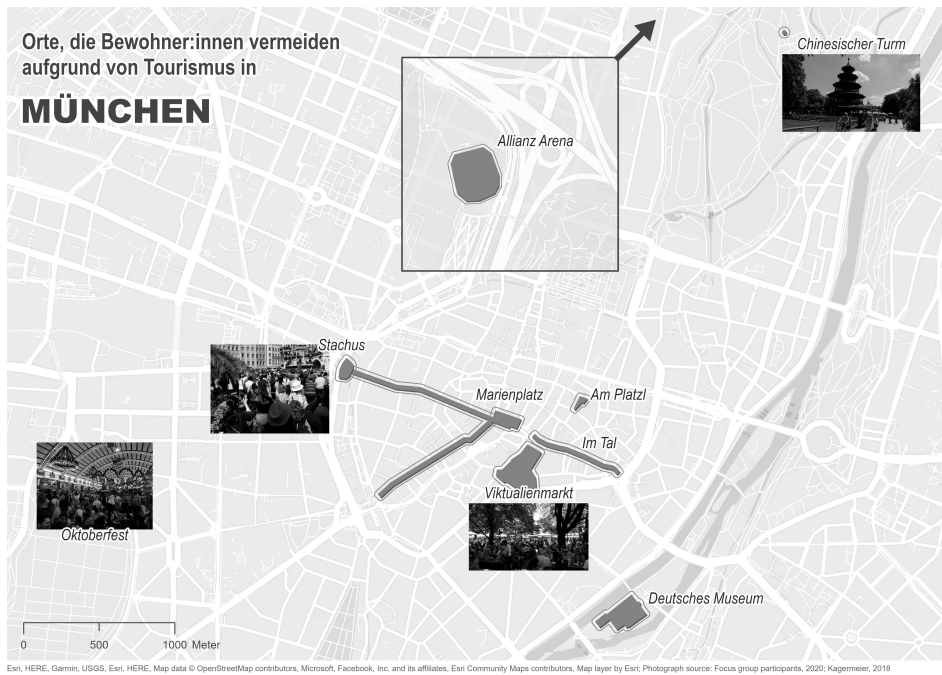 Orte, die Bewohner:innen vermeiden
aufgrund von Tourismus in
MÜNCHEN
Chinesischer Turm
Allianz Arena
Stachus
Marienplatz
Am Platzl
Im Tal
Viktualienmarkt
Oktoberfest
Deutsches Museum
0 500 1000 Meter
Esri, HERE, Garmin, USGS, Esri, HERE, Map data © OpenStreetMap contributors, Microsoft, Facebook, Inc. and its affiliates, Esri Community Maps contributors, Map layer by Esri; Photograph source: Focus group participants, 2020; Kagermeier, 2018